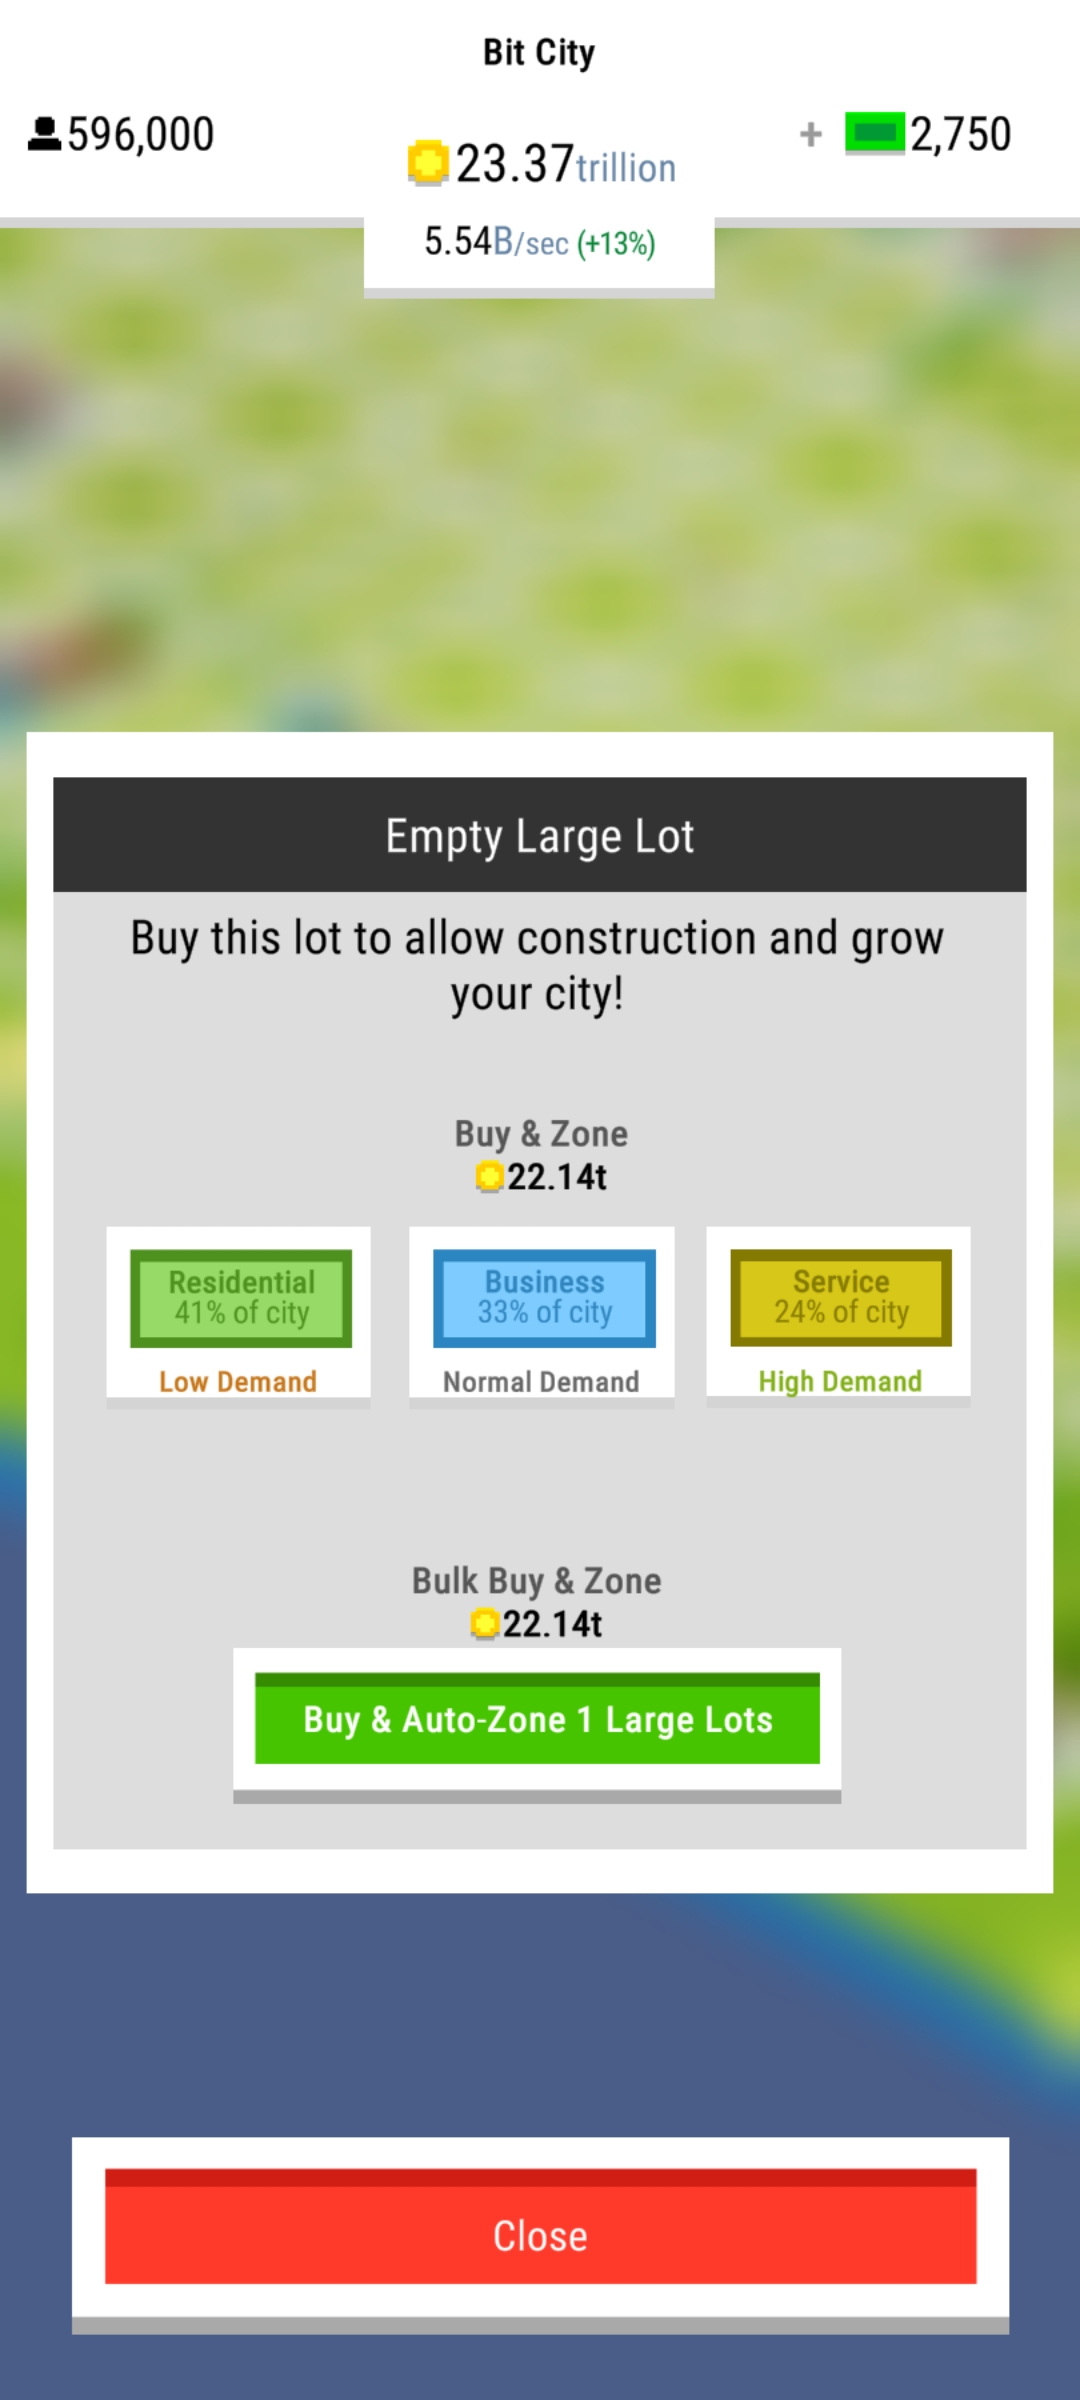 Bit City
596,000
23.37trillion
+ 2,750
5.54B/sec (+13%)
Empty Large Lot
Buy this lot to allow construction and grow
your city!
Buy & Zone
22.14t
Residential
41% of city
Low Demand
Business
33% of city
Normal Demand
Service
24% of city
High Demand
Bulk Buy & Zone
22.14t
Buy & Auto-Zone 1 Large Lots
Close